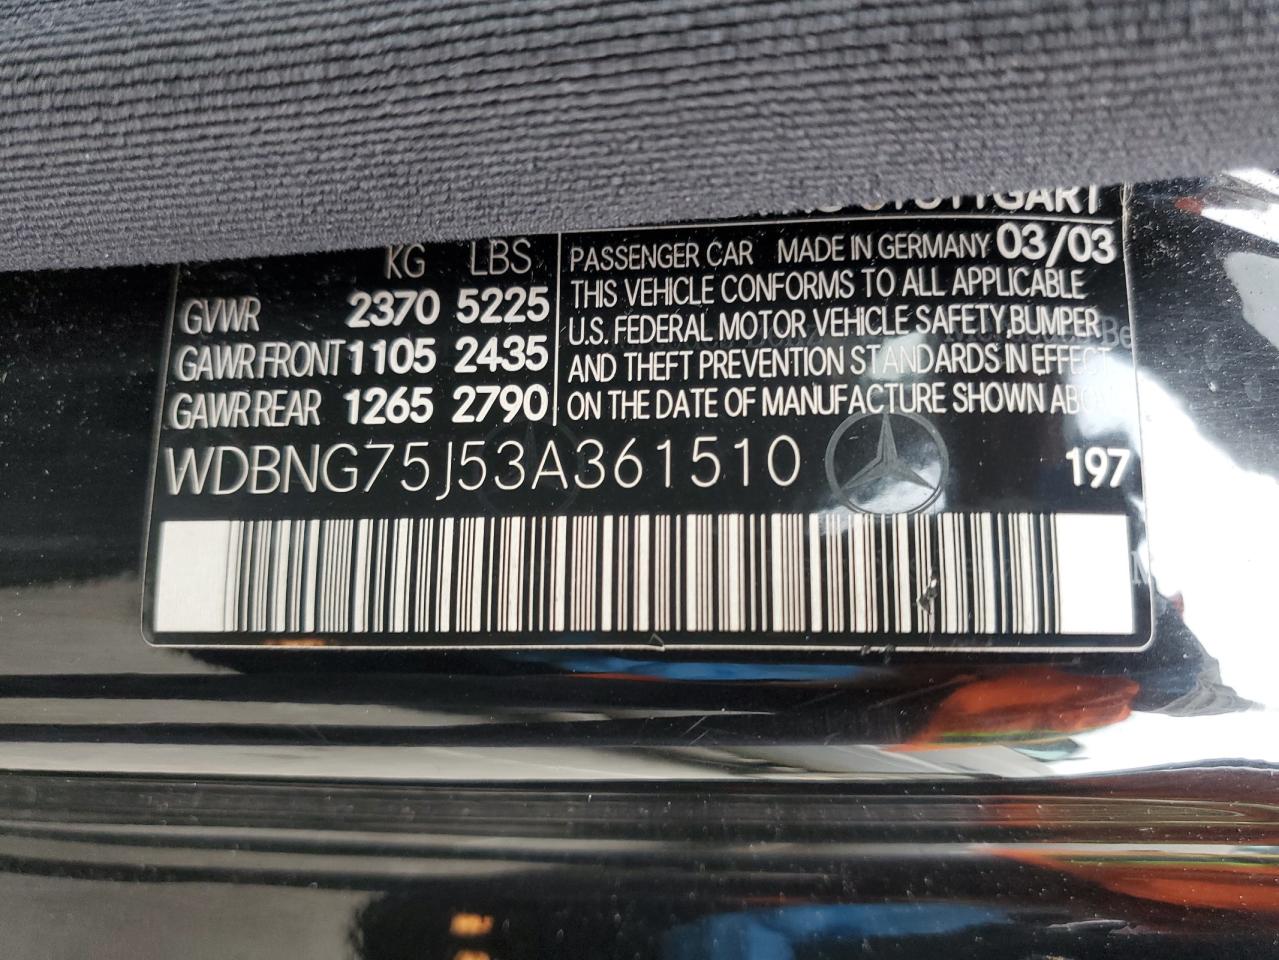 KG LBS
GVWR 2370 5225
GAWR FRONT 1105 2435
GAWR REAR 1265 2790
PASSENGER CAR MADE IN GERMANY 03/03
THIS VEHICLE CONFORMS TO ALL APPLICABLE
U.S. FEDERAL MOTOR VEHICLE SAFETY, BUMPER
AND THEFT PREVENTION STANDARDS IN EFFECT
ON THE DATE OF MANUFACTURE SHOWN
WDBNG75J53A361510
197